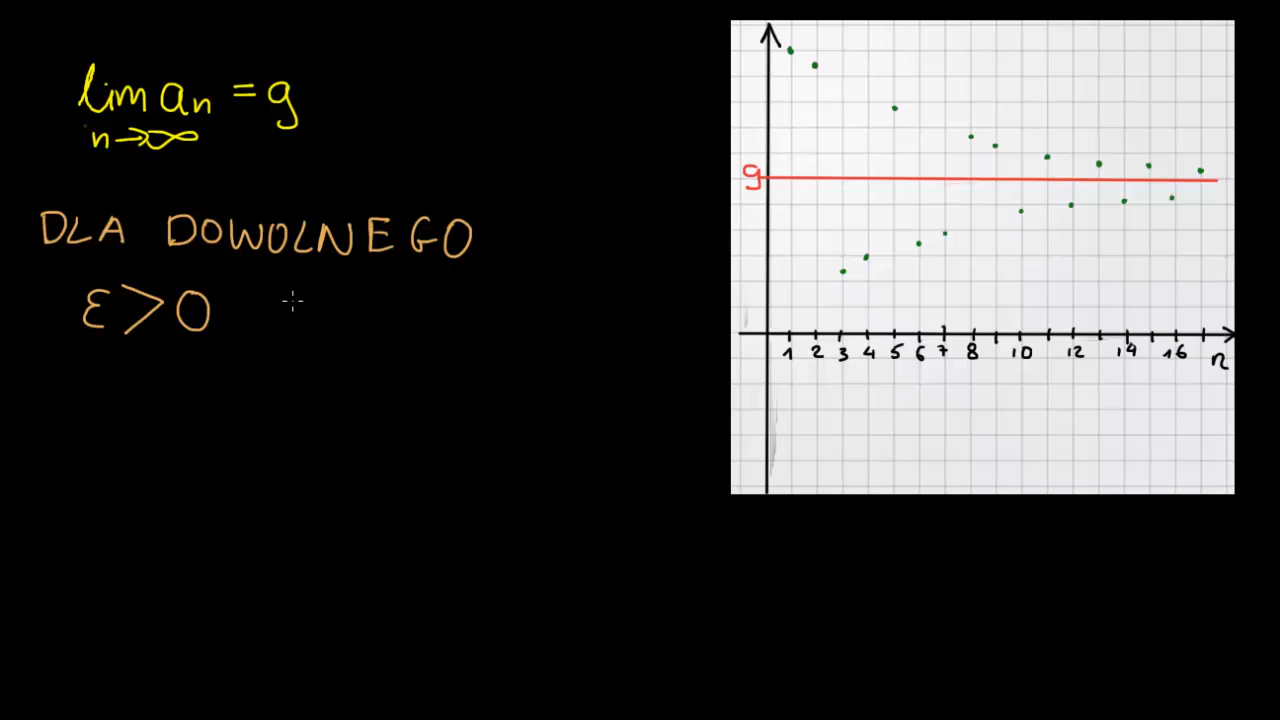 lim aₙ = g
n→∞
DLA DOWOLNEGO
ε>0
g
1 2 3 4 5 6 7 8 10 12 14 16 n